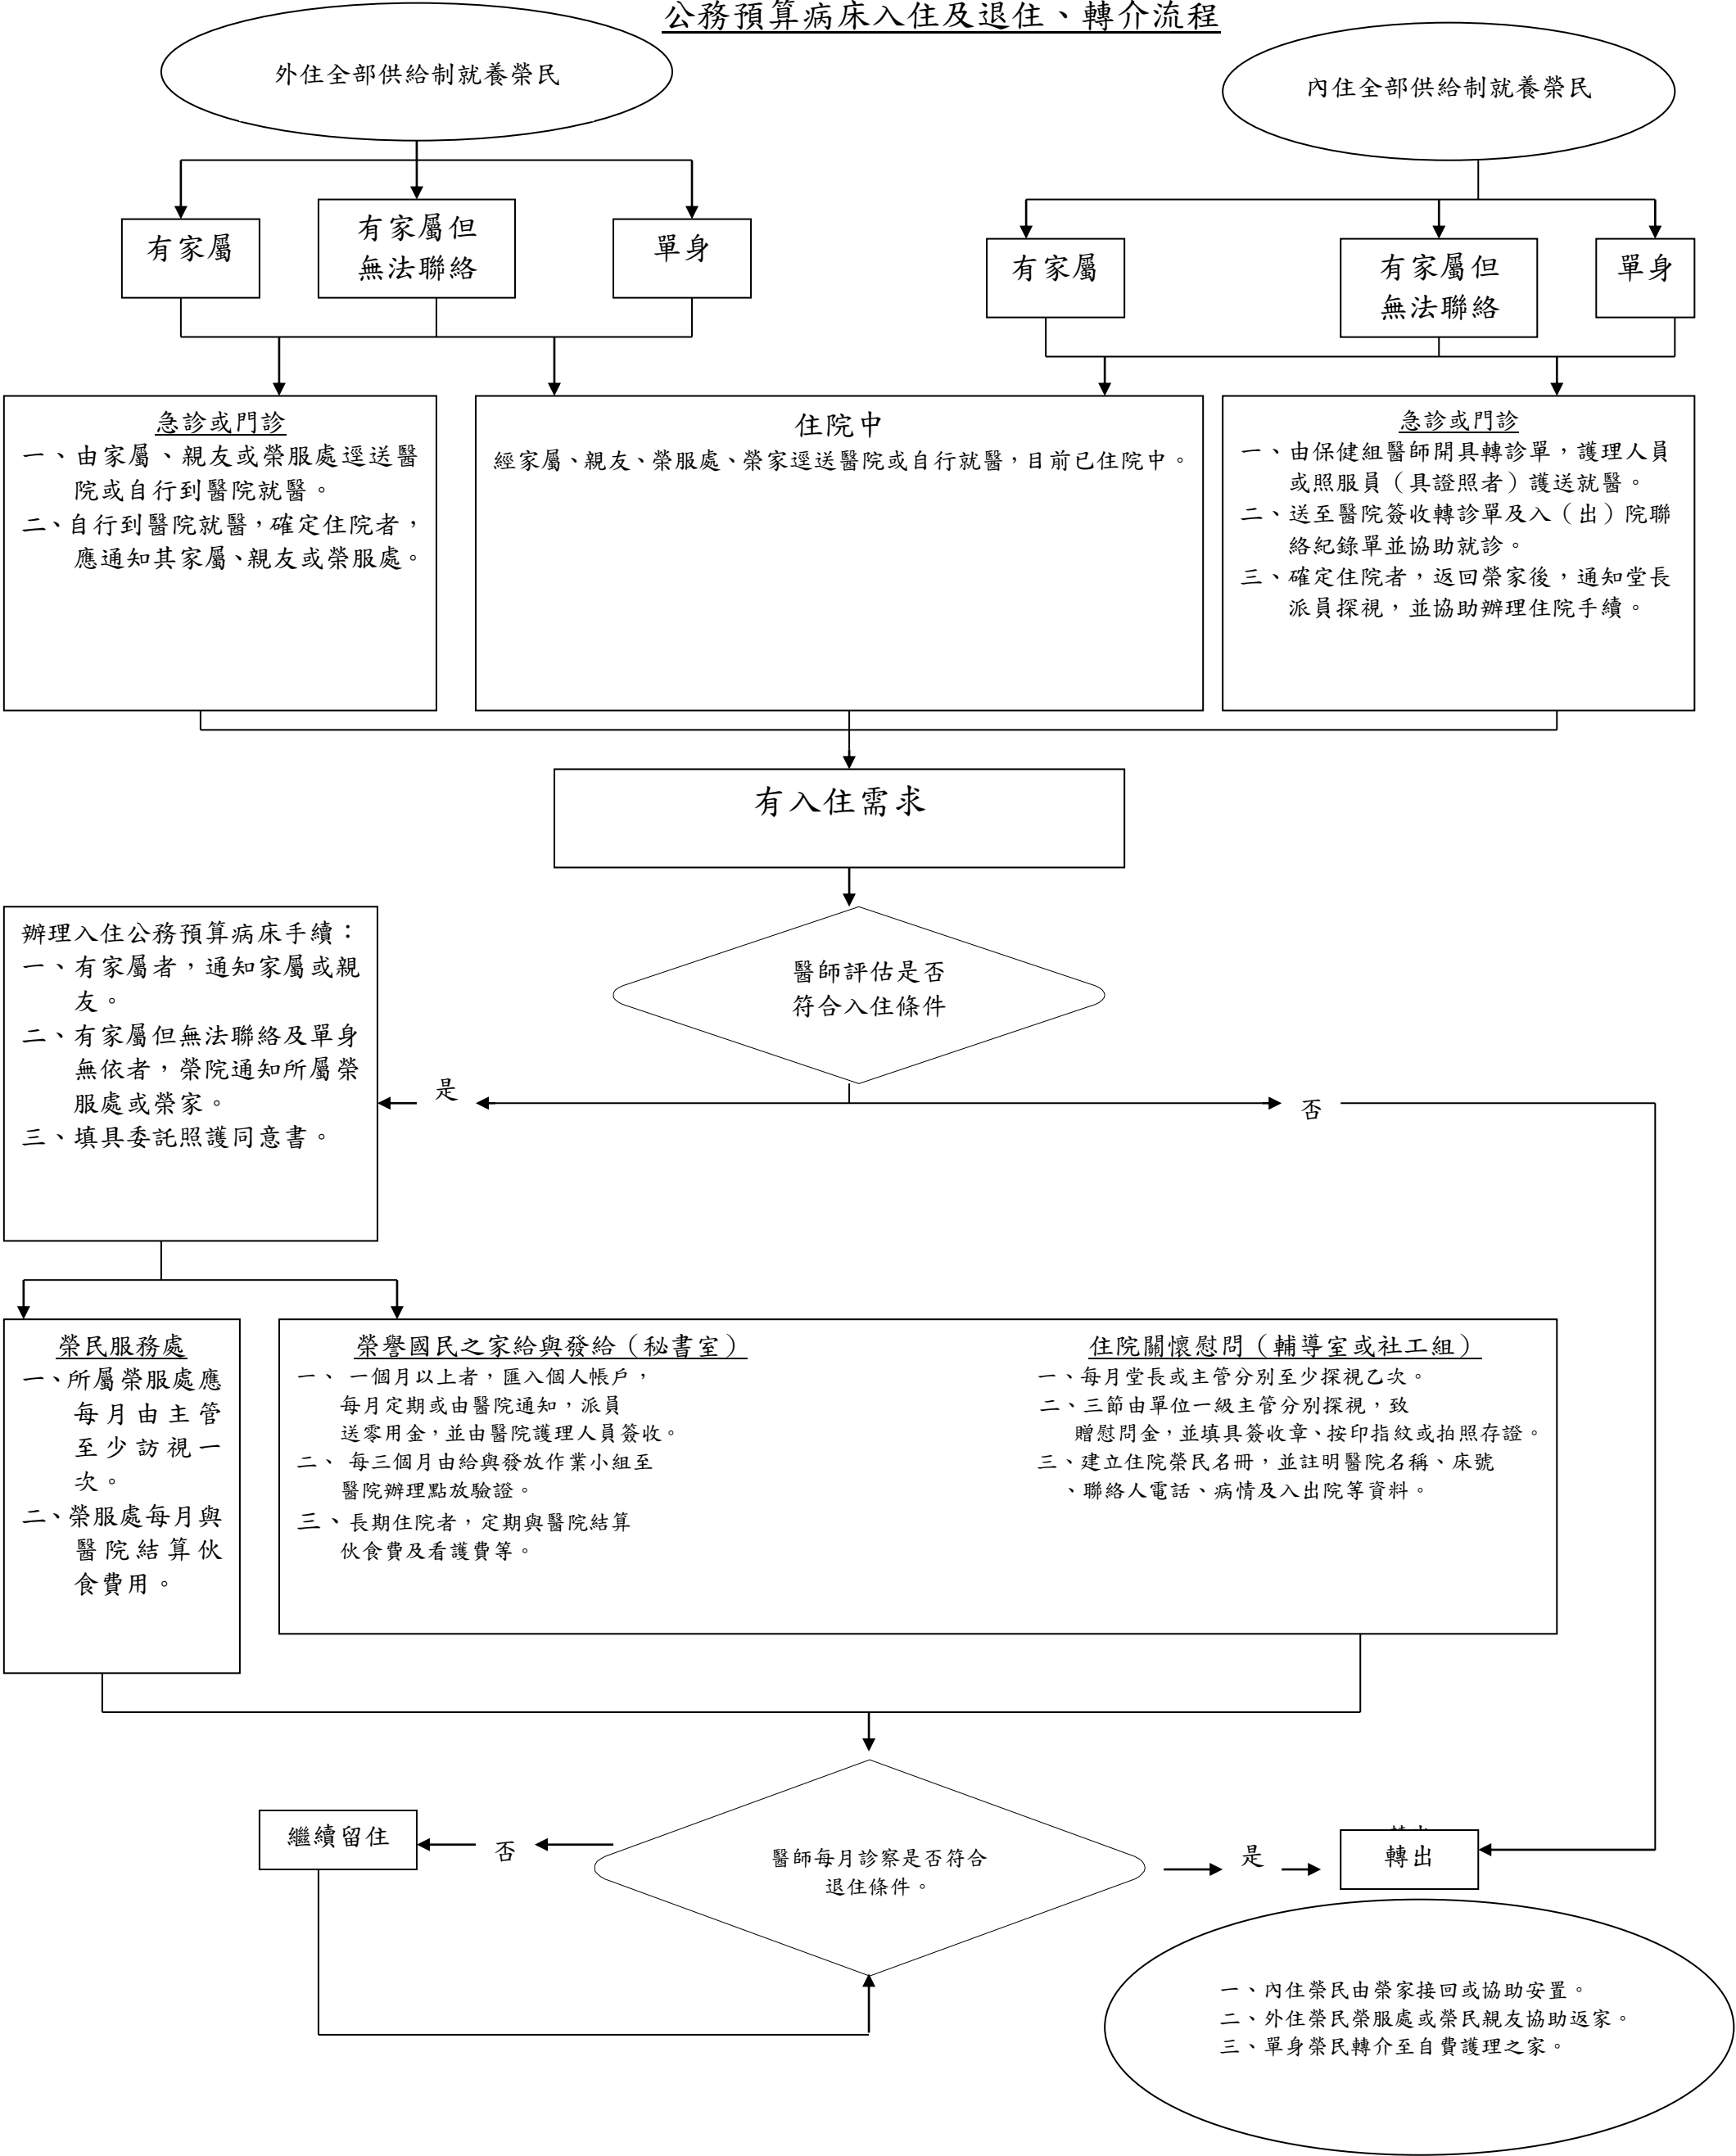 公務預算病床入住及退住、轉介流程
外住全部供給制就養榮民
內住全部供給制就養榮民
有家屬
有家屬但
無法聯絡
單身
有家屬
有家屬但
無法聯絡
單身
急診或門診
一、由家屬、親友或榮服處逕送醫
院或自行到醫院就醫。
二、自行到醫院就醫，確定住院者，
應通知其家屬、親友或榮服處。
住院中
經家屬、親友、榮服處、榮家逕送醫院或自行就醫，目前已住院中。
急診或門診
一、由保健組醫師開具轉診單，護理人員
或照服員（具證照者）護送就醫。
二、送至醫院簽收轉診單及入（出）院聯
絡紀錄單並協助就診。
三、確定住院者，返回榮家後，通知堂長
派員探視，並協助辦理住院手續。
有入住需求
醫師評估是否
符合入住條件
是
否
辦理入住公務預算病床手續：
一、有家屬者，通知家屬或親
友。
二、有家屬但無法聯絡及單身
無依者，榮院通知所屬榮
服處或榮家。
三、填具委託照護同意書。
榮民服務處
一、所屬榮服處應
每月由主管
至少訪視一
次。
二、榮服處每月與
醫院結算伙
食費用。
榮譽國民之家給與發給（秘書室）
一、 一個月以上者，匯入個人帳戶，
每月定期或由醫院通知，派員
送零用金，並由醫院護理人員簽收。
二、 每三個月由給與發放作業小組至
醫院辦理點放驗證。
三、長期住院者，定期與醫院結算
伙食費及看護費等。
住院關懷慰問（輔導室或社工組）
一、每月堂長或主管分別至少探視乙次。
二、三節由單位一級主管分別探視，致
贈慰問金，並填具簽收章、按印指紋或拍照存證。
三、建立住院榮民名冊，並註明醫院名稱、床號
、聯絡人電話、病情及入出院等資料。
醫師每月診察是否符合
退住條件。
否
繼續留住
是
轉出
一、內住榮民由榮家接回或協助安置。
二、外住榮民榮服處或榮民親友協助返家。
三、單身榮民轉介至自費護理之家。